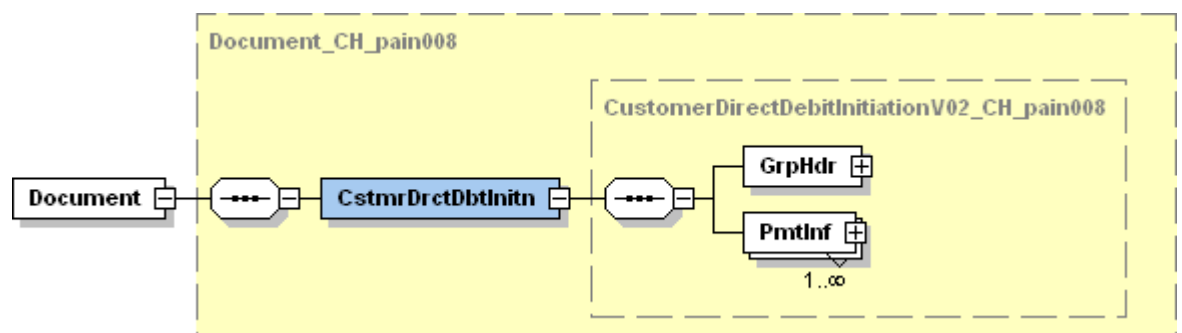 Document_CH_pain008
CustomerDirectDebitInitiationV02_CH_pain008
GrpHdr
Document
CstmrDrctDbtInitn
PmtInf
1..∞